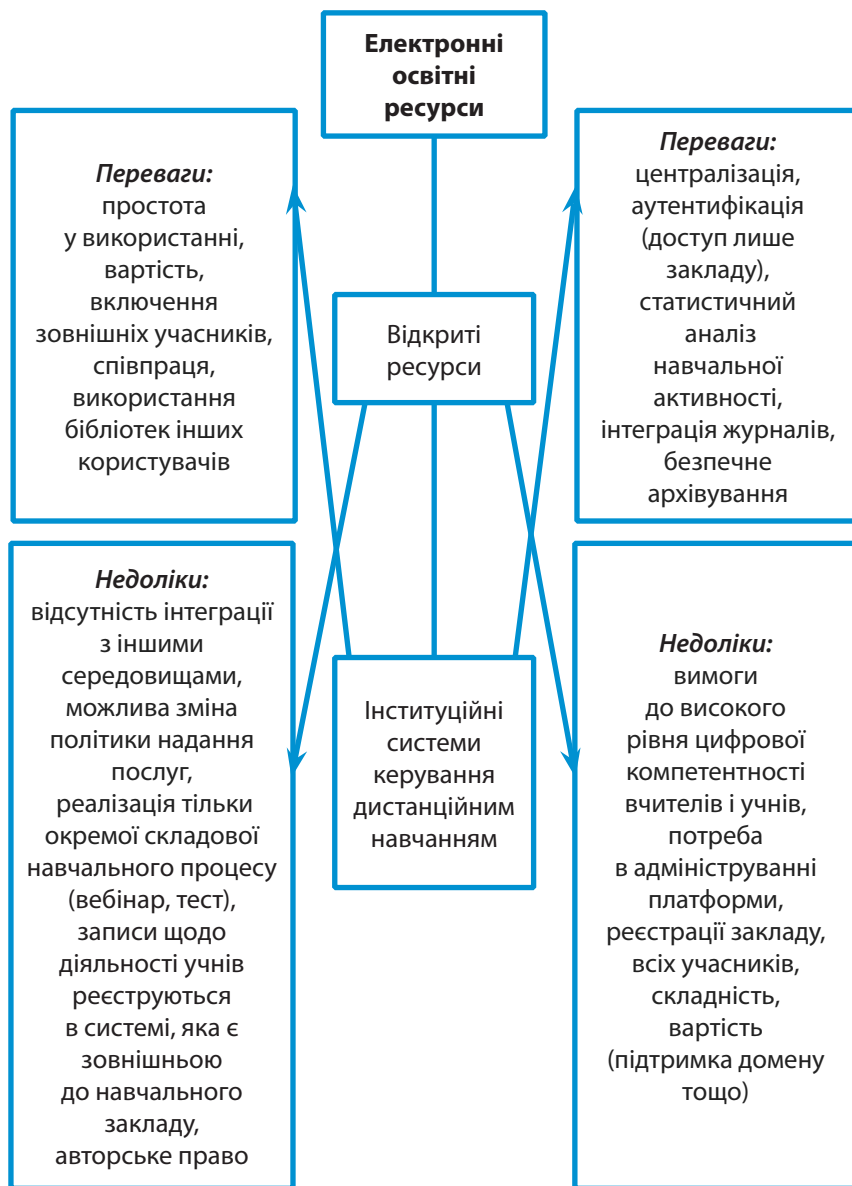 Електронні
освітні
ресурси
Переваги:
простота
у використанні,
вартість,
включення
зовнішніх учасників,
співпраця,
використання
бібліотек інших
користувачів
Переваги:
централізація,
аутентифікація
(доступ лише
закладу),
статистичний
аналіз
навчальної
активності,
інтеграція журналів,
безпечне
архівування
Відкриті
ресурси
Недоліки:
відсутність інтеграції
з іншими
середовищами,
можлива зміна
політики надання
послуг,
реалізація тільки
окремої складової
навчального процесу
(вебінар, тест),
записи щодо
діяльності учнів
реєструються
в системі, яка є
зовнішньою
до навчального
закладу,
авторське право
Інституційні
системи
керування
дистанційним
навчанням
Недоліки:
вимоги
до високого
рівня цифрової
компетентності
вчителів і учнів,
потреба
в адмініструванні
платформи,
реєстрації закладу,
всіх учасників,
складність,
вартість
(підтримка домену
тощо)